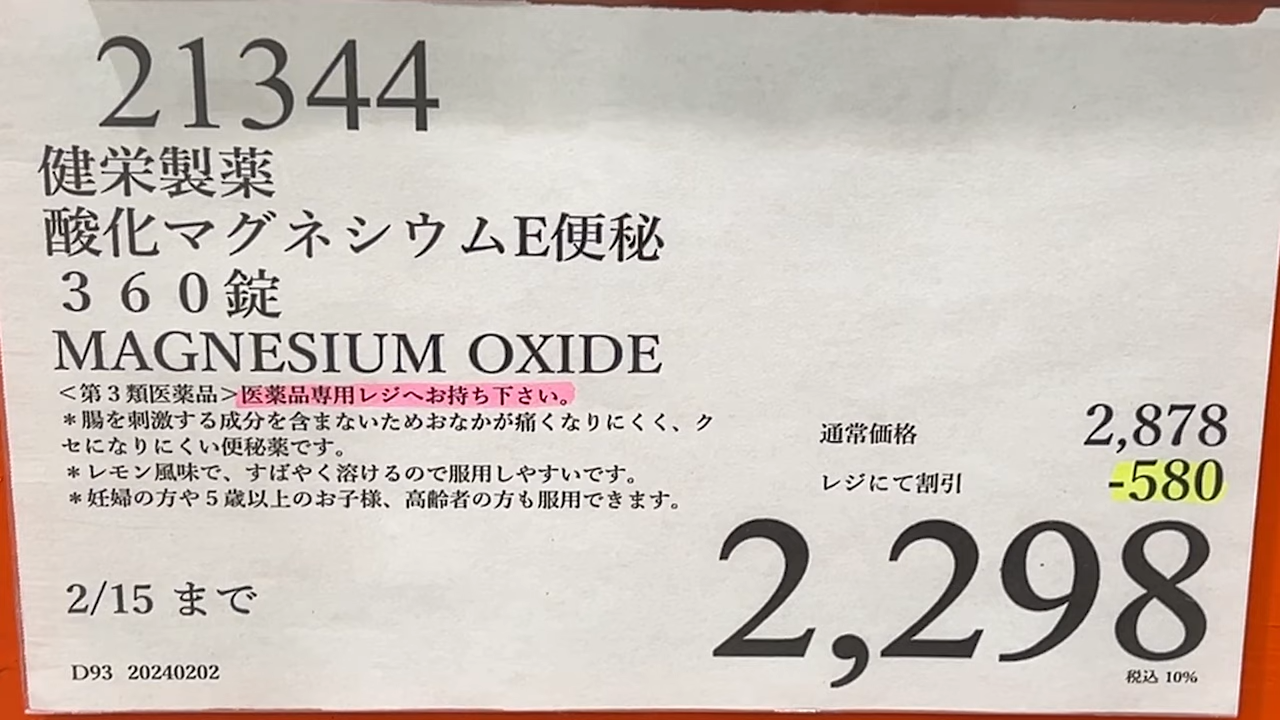 21344
健栄製薬
酸化マグネシウムE便秘
３６０錠
MAGNESIUM OXIDE
＜第３類医薬品＞医薬品専用レジへお持ち下さい。
＊腸を刺激する成分を含まないためおなかが痛くなりにくく、ク
セになりにくい便秘薬です。
＊レモン風味で、すばやく溶けるので服用しやすいです。
＊妊婦の方や５歳以上のお子様、高齢者の方も服用できます。
通常価格 2,878
レジにて割引 -580
2,298
税込 10%
2/15 まで
D93 20240202